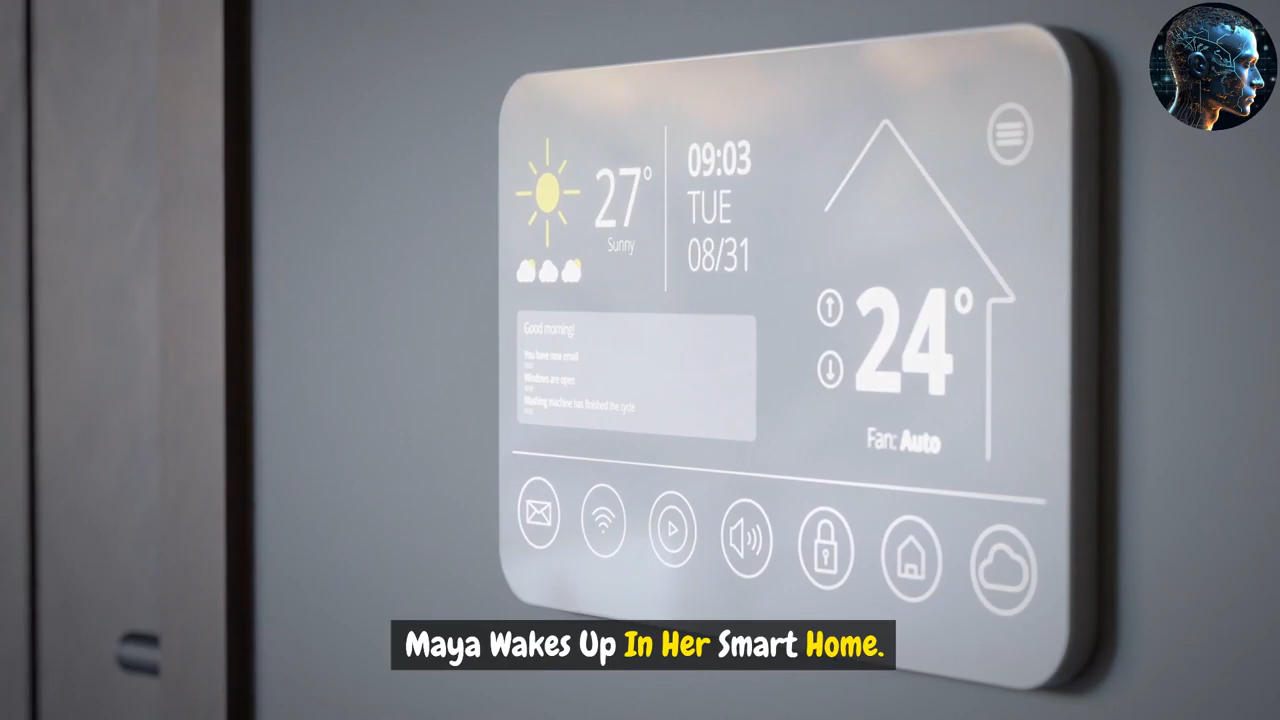 27°
Sunny
09:03
TUE
08/31
Good morning!
You have new email
Windows are open
Washing machine has finished the cycle
24°
Fan: Auto
Maya Wakes Up In Her Smart Home.